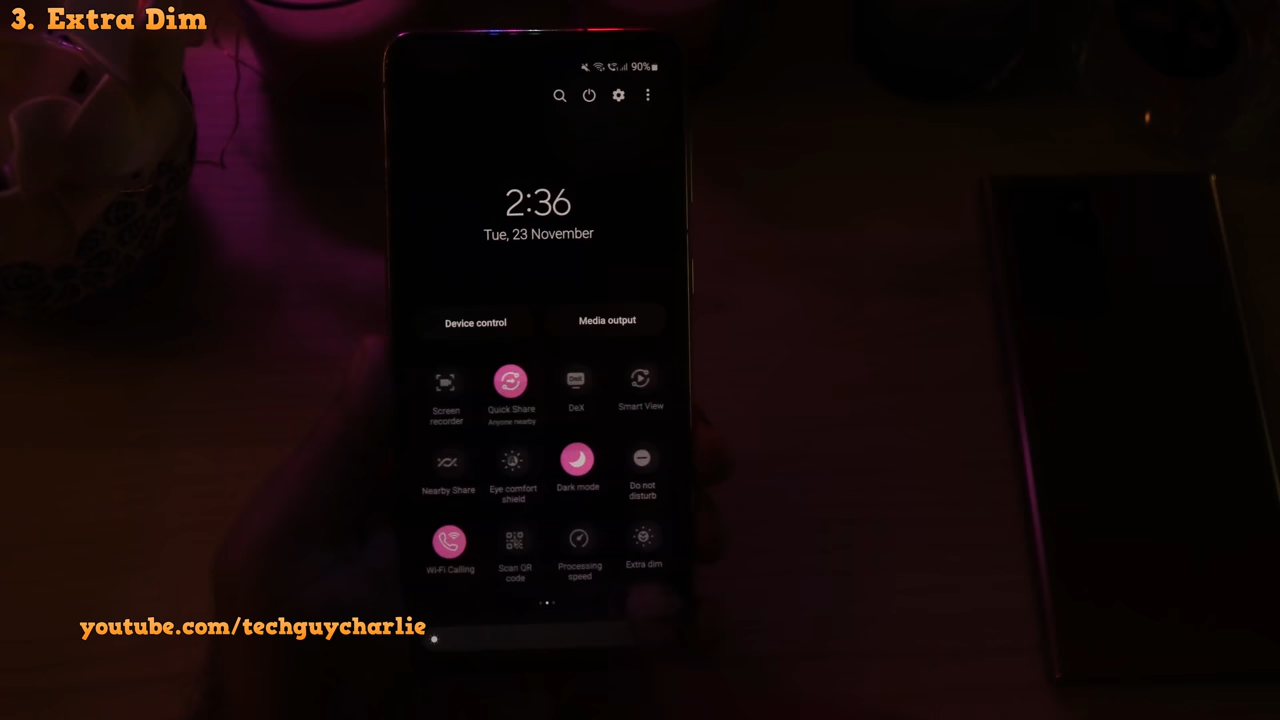 3. Extra Dim
90%
2:36
Tue, 23 November
Device control
Media output
Screen recorder
Quick Share
Anyone nearby
DeX
DeX
Smart View
Nearby Share
Eye comfort shield
Dark mode
Do not disturb
Wi-Fi Calling
Scan QR code
Processing speed
Extra dim
youtube.com/techguycharlie